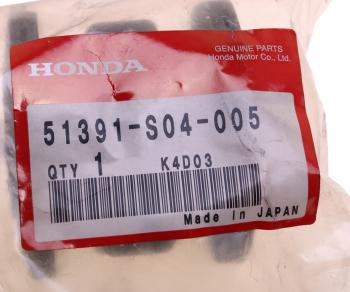 GENUINE PARTS
HONDA Honda Motor Co., Ltd.
51391-S04-005
QTY 1 K4D03
Made in JAPAN